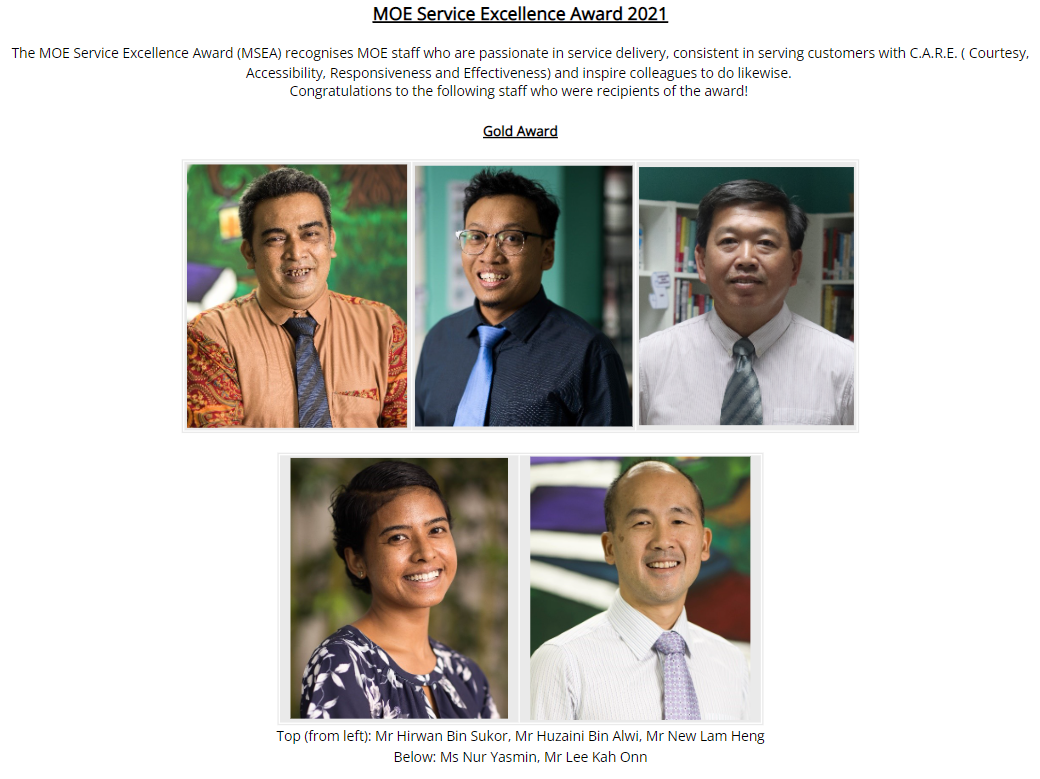 MOE Service Excellence Award 2021
The MOE Service Excellence Award (MSEA) recognises MOE staff who are passionate in service delivery, consistent in serving customers with C.A.R.E. ( Courtesy,
Accessibility, Responsiveness and Effectiveness) and inspire colleagues to do likewise.
Congratulations to the following staff who were recipients of the award!
Gold Award
Top (from left): Mr Hirwan Bin Sukor, Mr Huzaini Bin Alwi, Mr New Lam Heng
Below: Ms Nur Yasmin, Mr Lee Kah Onn